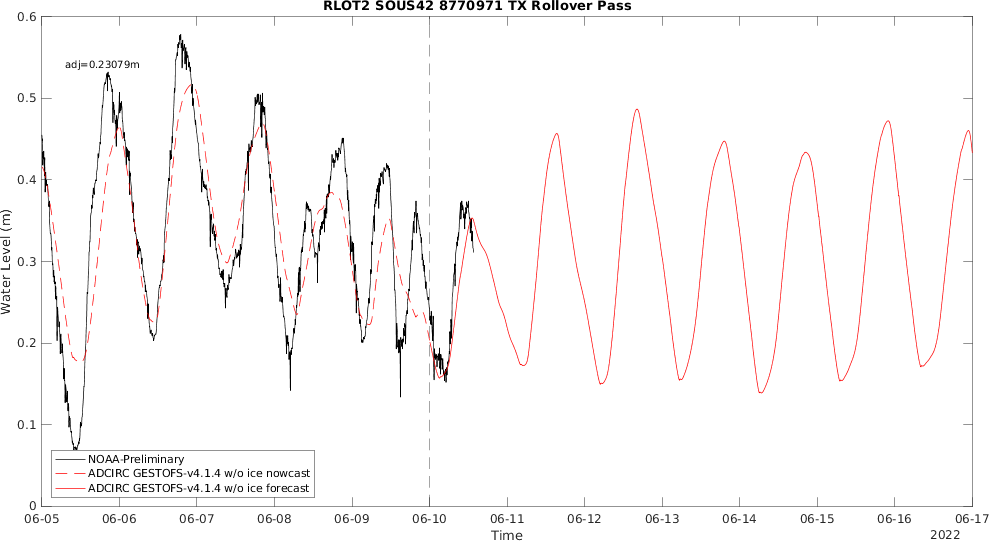 RLOT2 SOUS42 8770971 TX Rollover Pass
adj=0.23079m
Water Level (m)
0.6
0.5
0.4
0.3
0.2
0.1
0
NOAA-Preliminary
ADCIRC GESTOFS-v4.1.4 w/o ice nowcast
ADCIRC GESTOFS-v4.1.4 w/o ice forecast
06-05 06-06 06-07 06-08 06-09 06-10 06-11 06-12 06-13 06-14 06-15 06-16 06-17
Time
2022